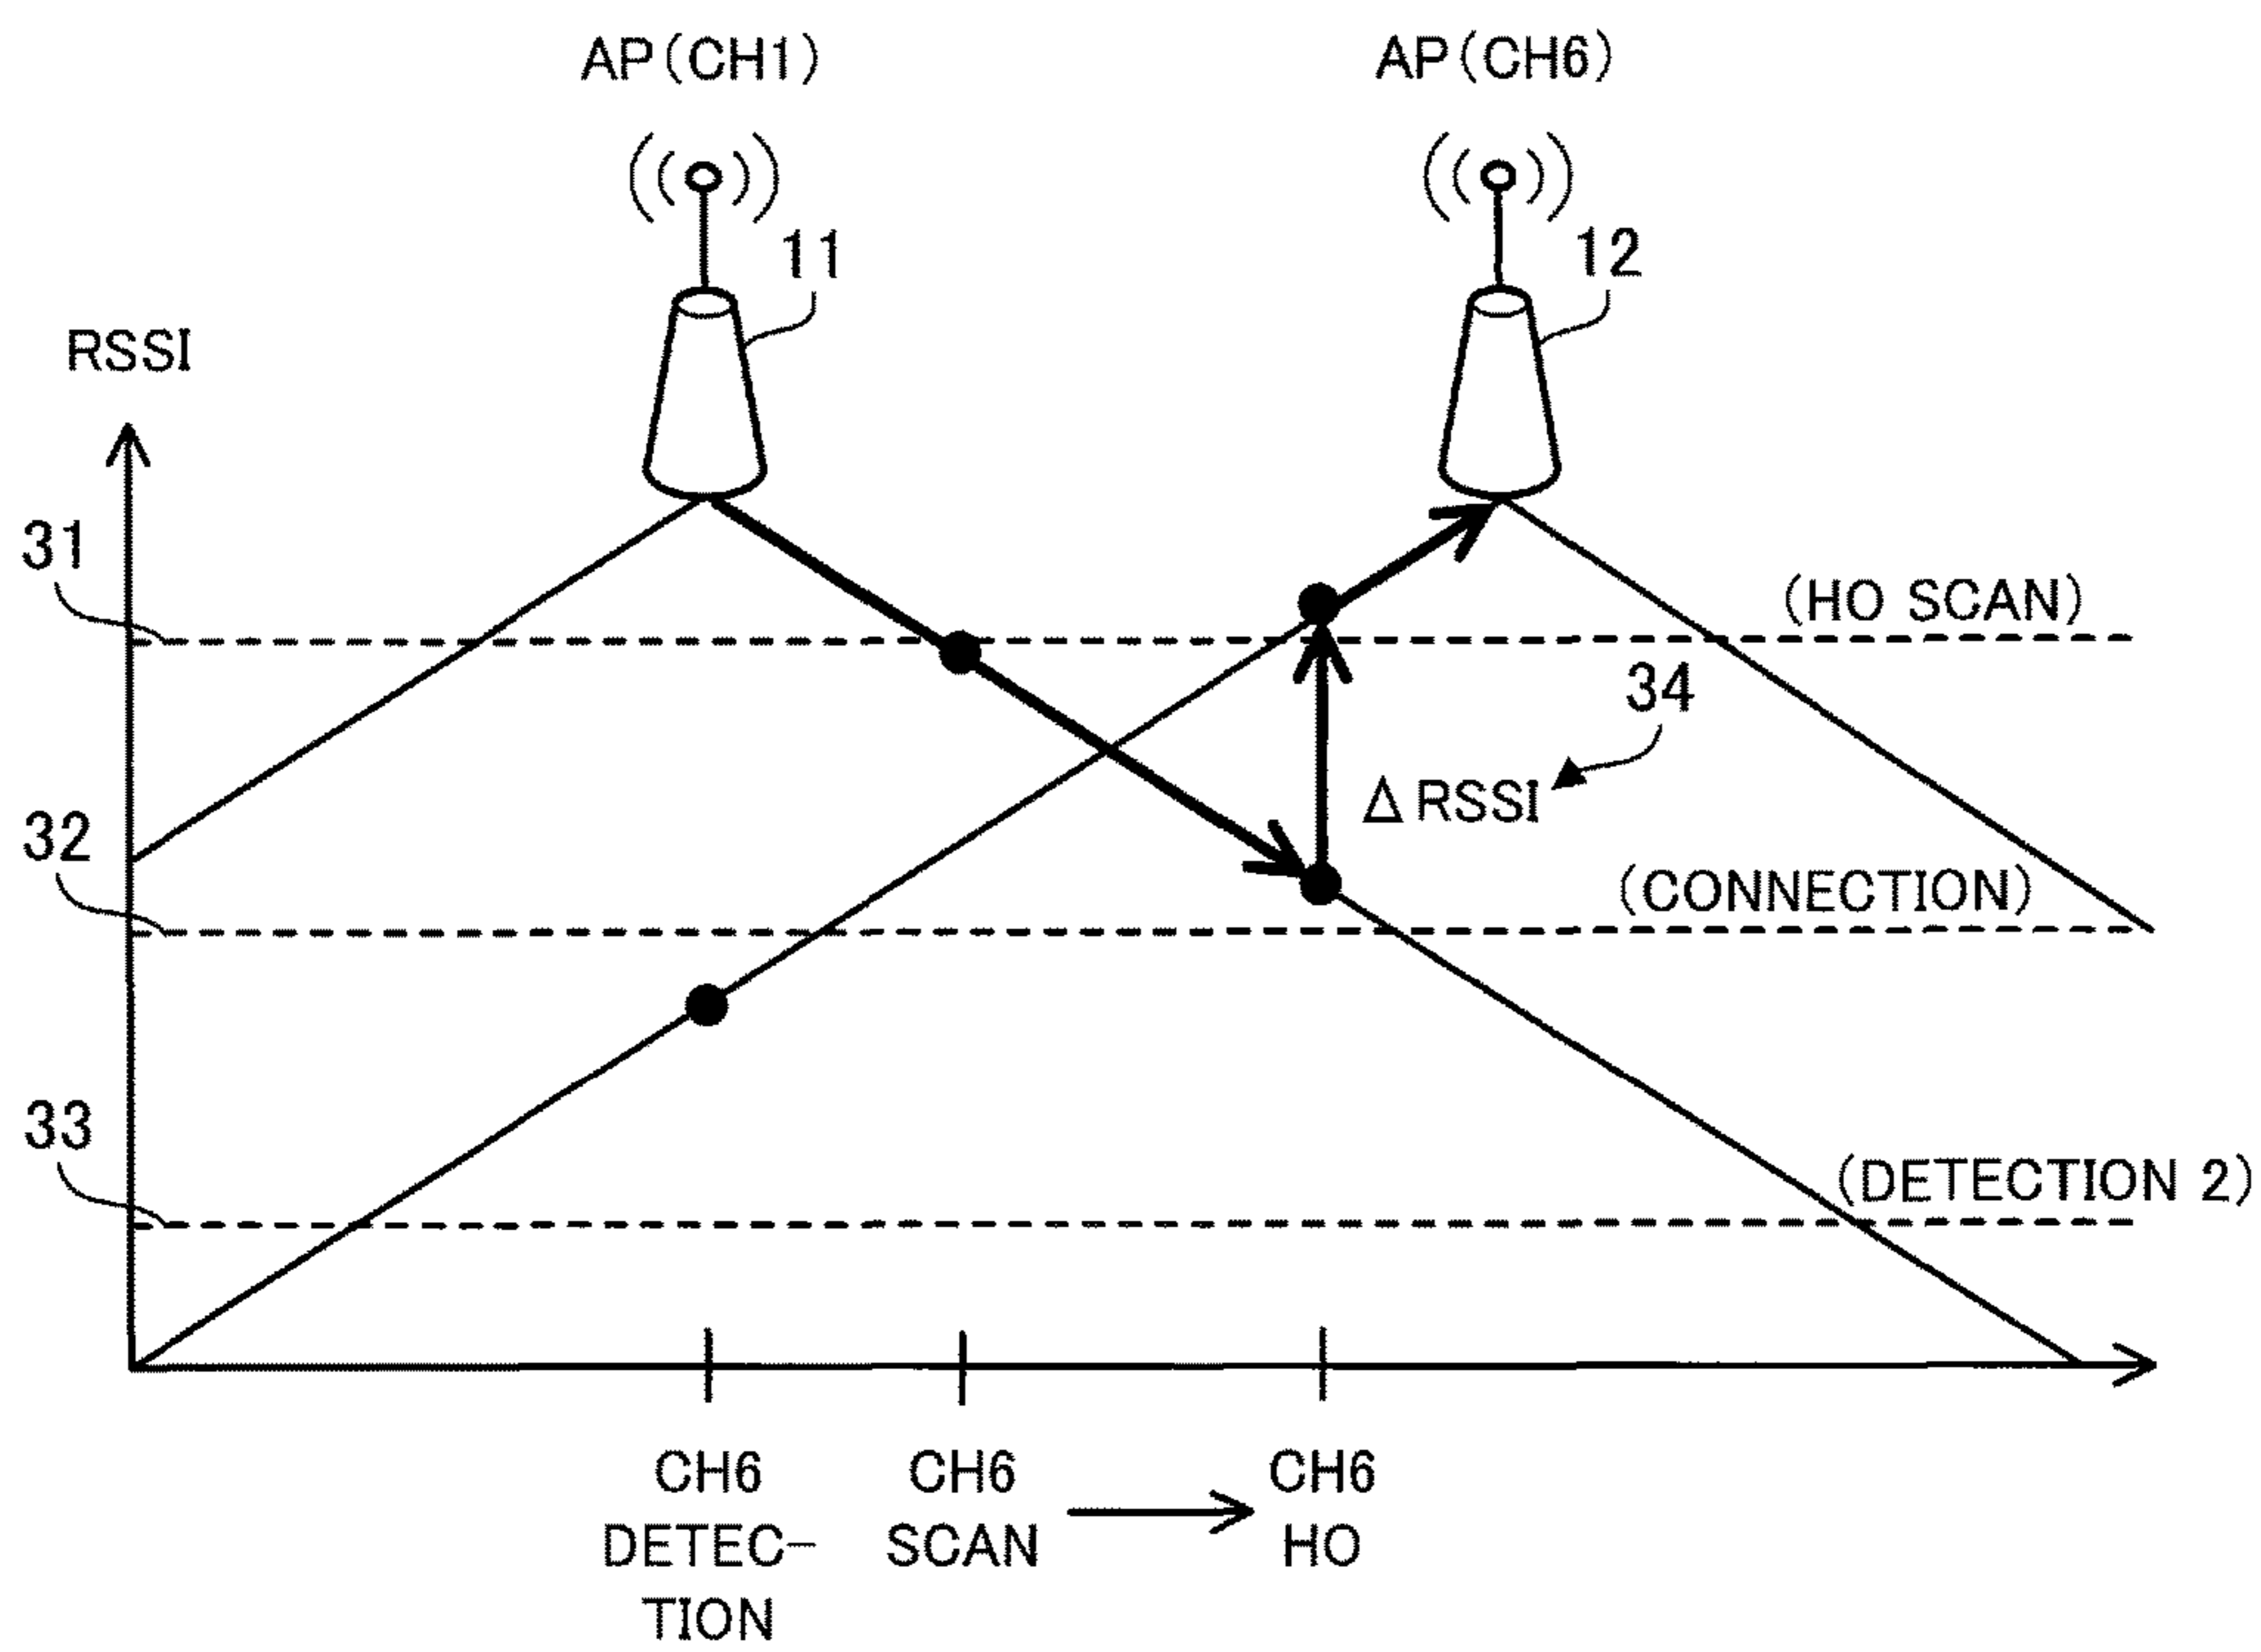 AP(CH1)
AP(CH6)
11
12
RSSI
31
(HO SCAN)
34
Δ RSSI
32
(CONNECTION)
33
(DETECTION 2)
CH6
DETEC-
TION
CH6
SCAN
CH6
HO